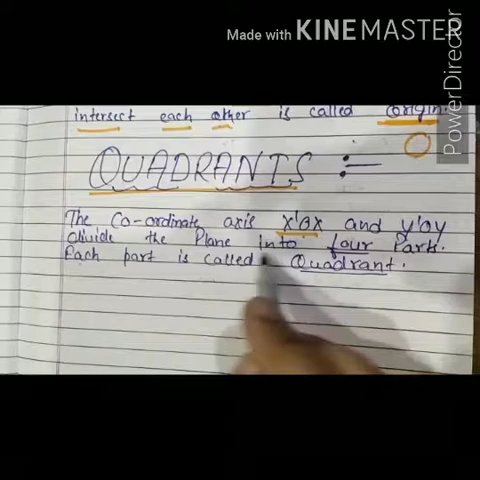 Made with KINEMASTER
PowerDirector
intersect each other is called origin.
O
QUADRANTS :-
The Co-ordinate axis x'ox and y'oy
divide the Plane into four Parts.
Each part is called Quadrant.